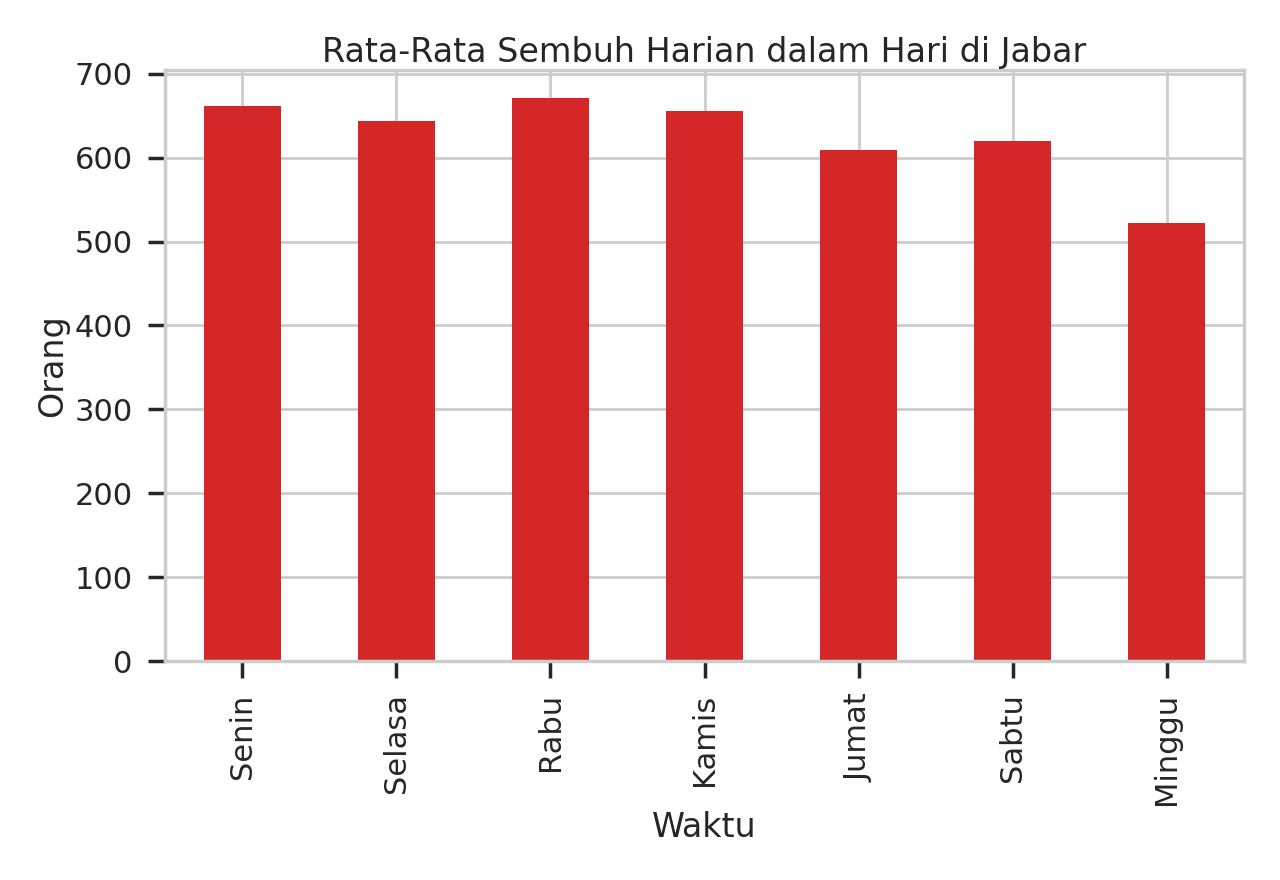 Rata-Rata Sembuh Harian dalam Hari di Jabar
700
600
500
400
300
200
100
0
Orang
Senin
Selasa
Rabu
Kamis
Jumat
Sabtu
Minggu
Waktu